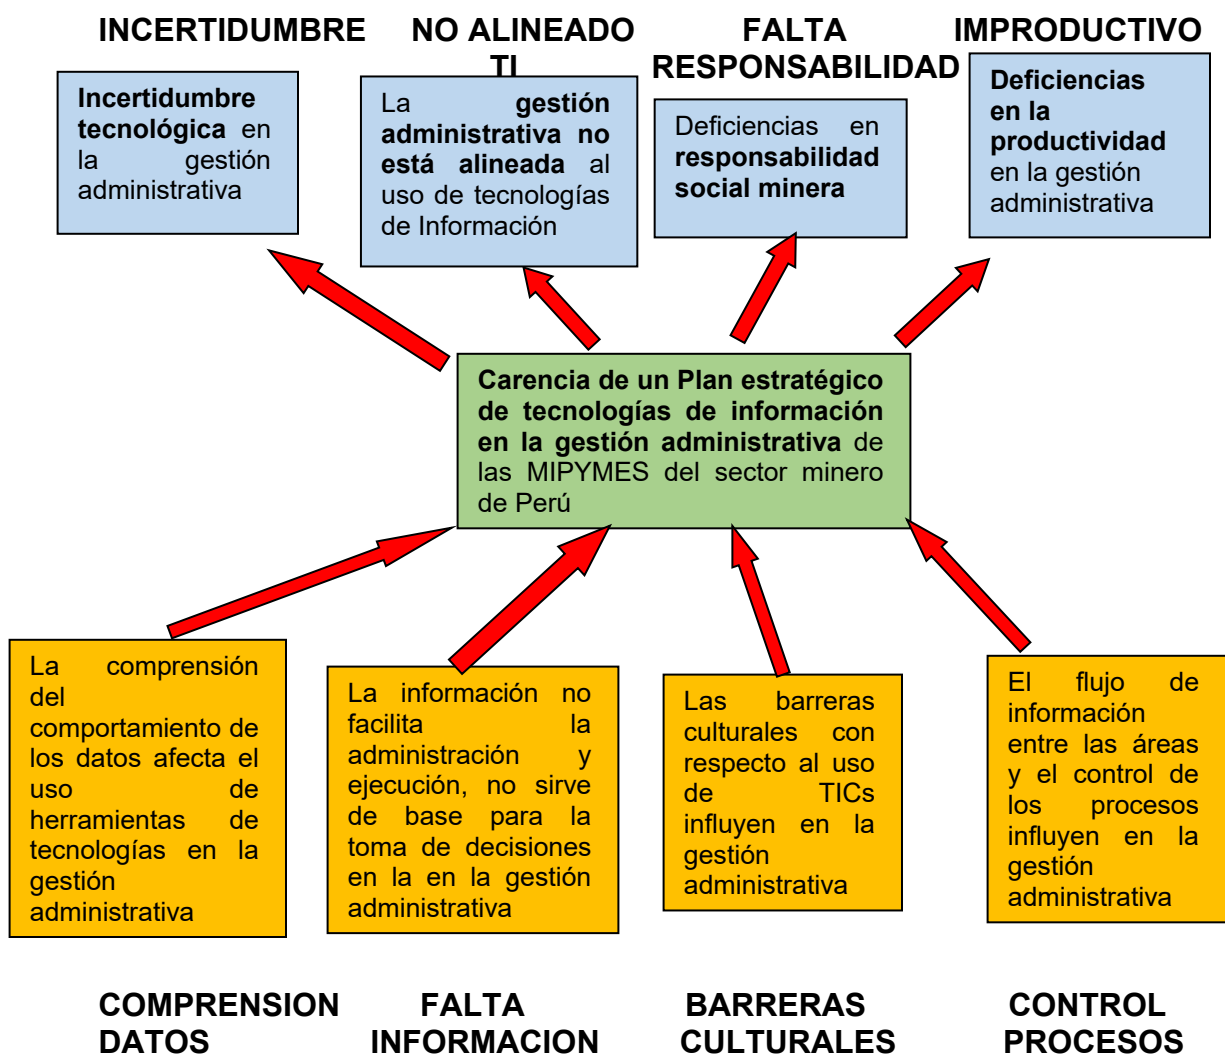 INCERTIDUMBRE
NO ALINEADO
TI
FALTA
RESPONSABILIDAD
IMPRODUCTIVO
Incertidumbre
tecnológica en
la gestión
administrativa
La gestión
administrativa no
está alineada al
uso de tecnologías
de Información
Deficiencias en
responsabilidad
social minera
Deficiencias
en la
productividad
en la gestión
administrativa
Carencia de un Plan estratégico
de tecnologías de información
en la gestión administrativa de
las MIPYMES del sector minero
de Perú
La comprensión
del
comportamiento de
los datos afecta el
uso de
herramientas de
tecnologías en la
gestión
administrativa
La información no
facilita la
administración y
ejecución, no sirve
de base para la
toma de decisiones
en la en la gestión
administrativa
Las barreras
culturales con
respecto al uso
de TICs
influyen en la
gestión
administrativa
El flujo de
información
entre las áreas
y el control de
los procesos
influyen en la
gestión
administrativa
COMPRENSION
DATOS
FALTA
INFORMACION
BARRERAS
CULTURALES
CONTROL
PROCESOS